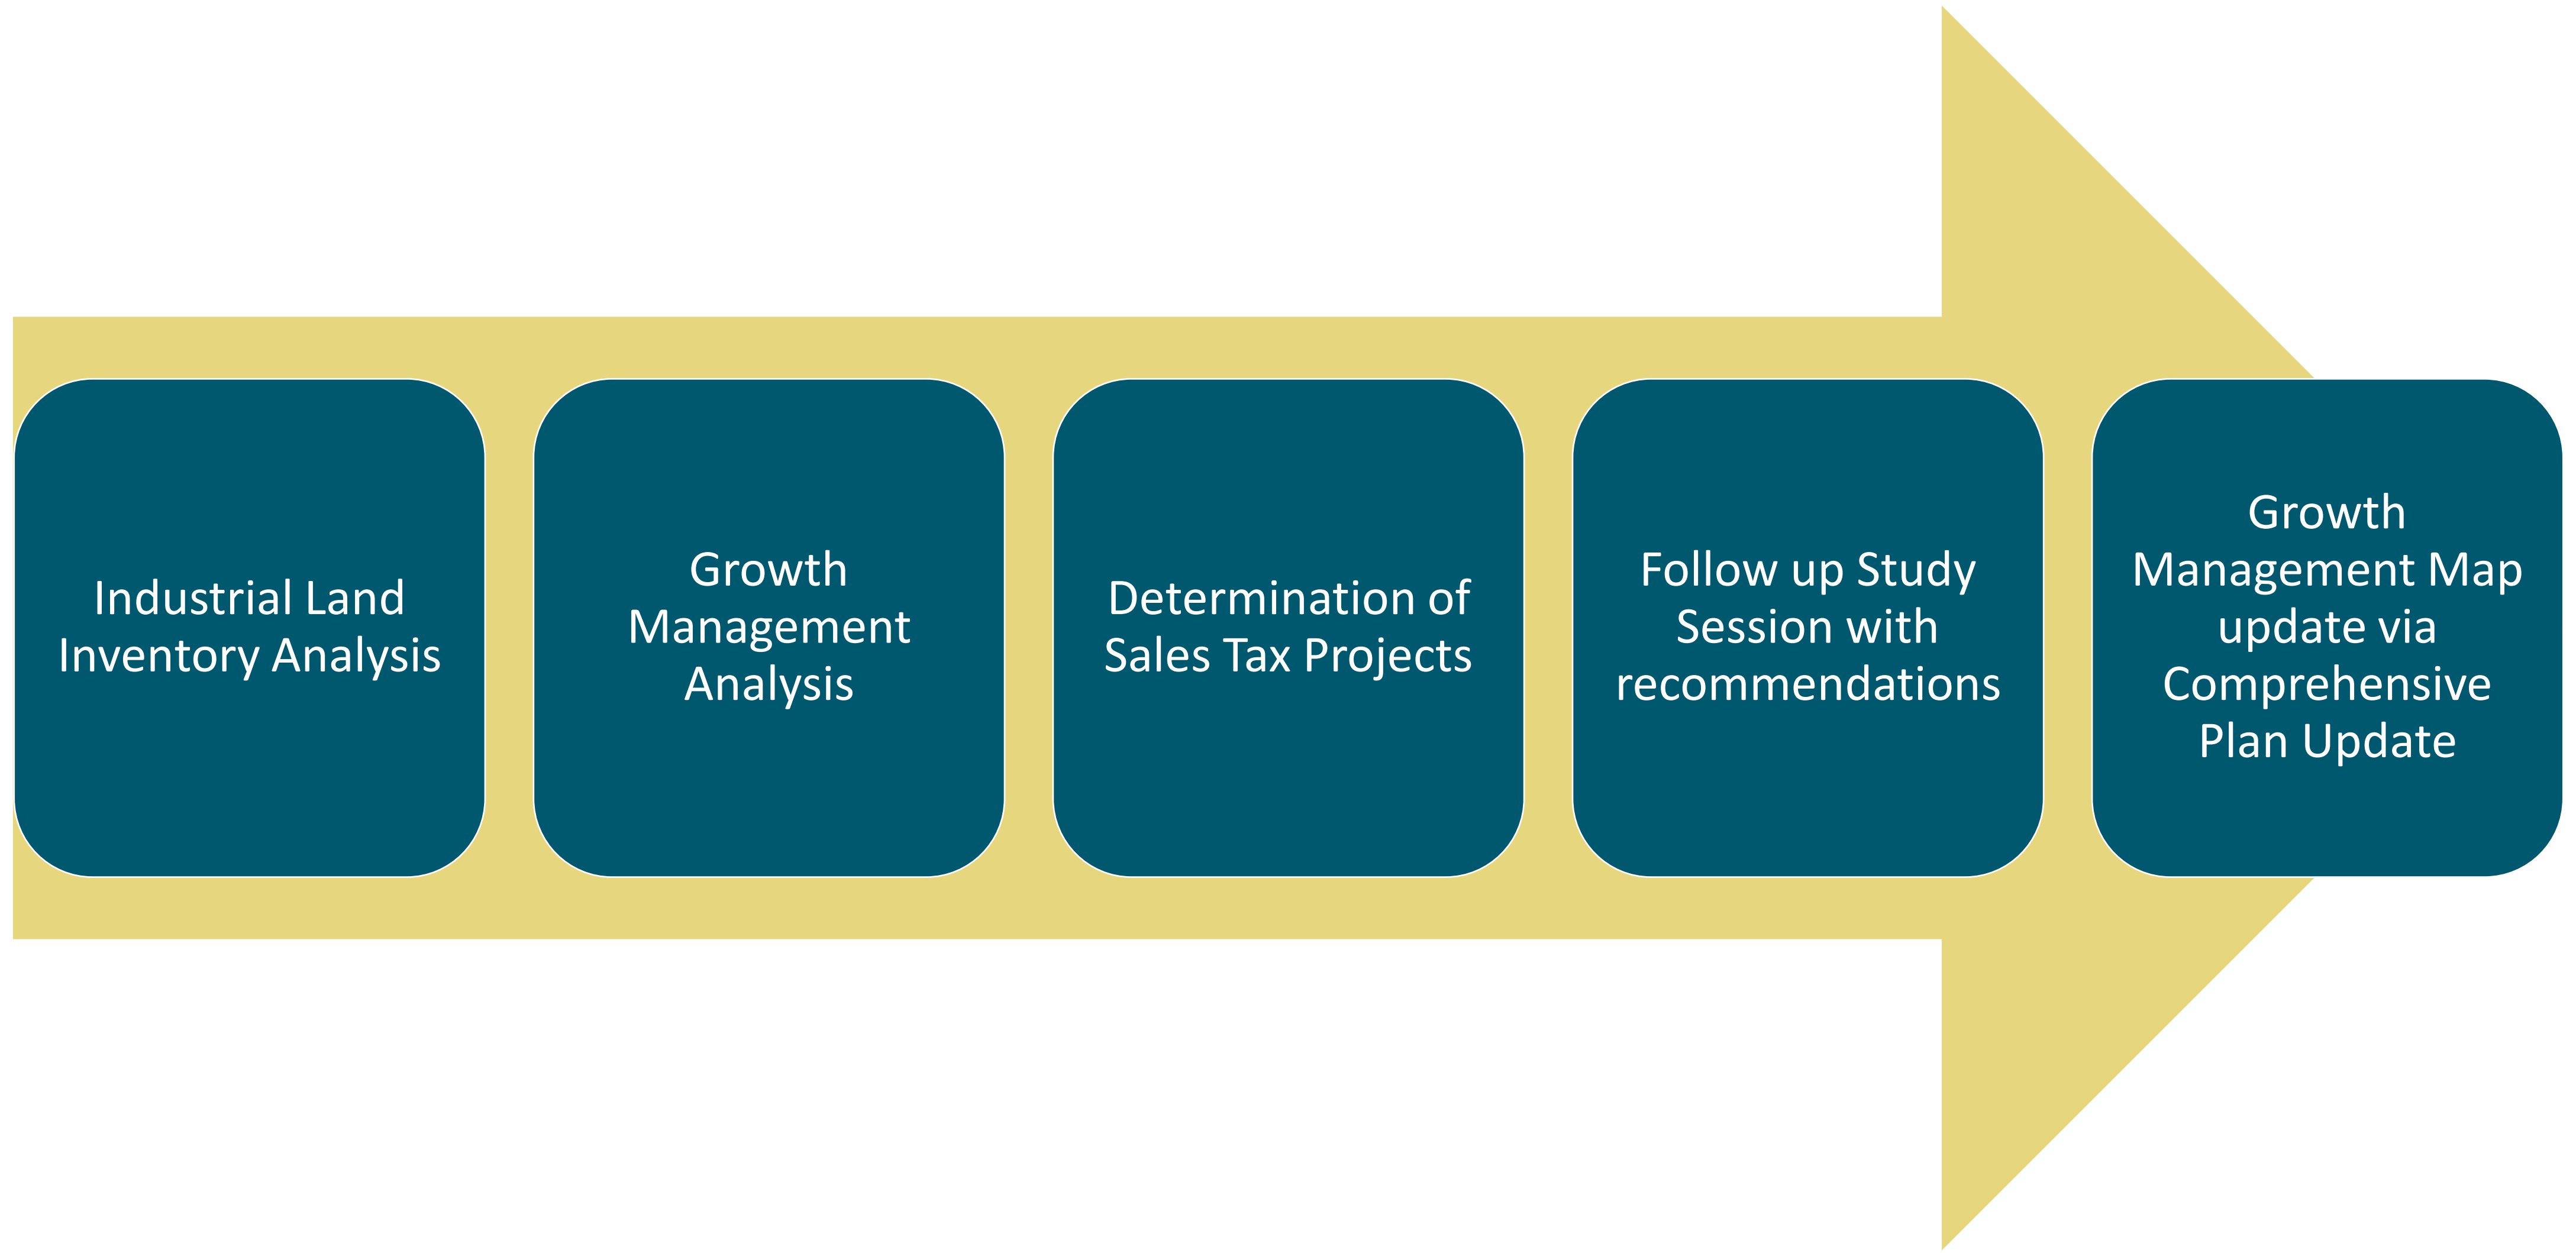 Industrial Land
Inventory Analysis
Growth
Management
Analysis
Determination of
Sales Tax Projects
Follow up Study
Session with
recommendations
Growth
Management Map
update via
Comprehensive
Plan Update